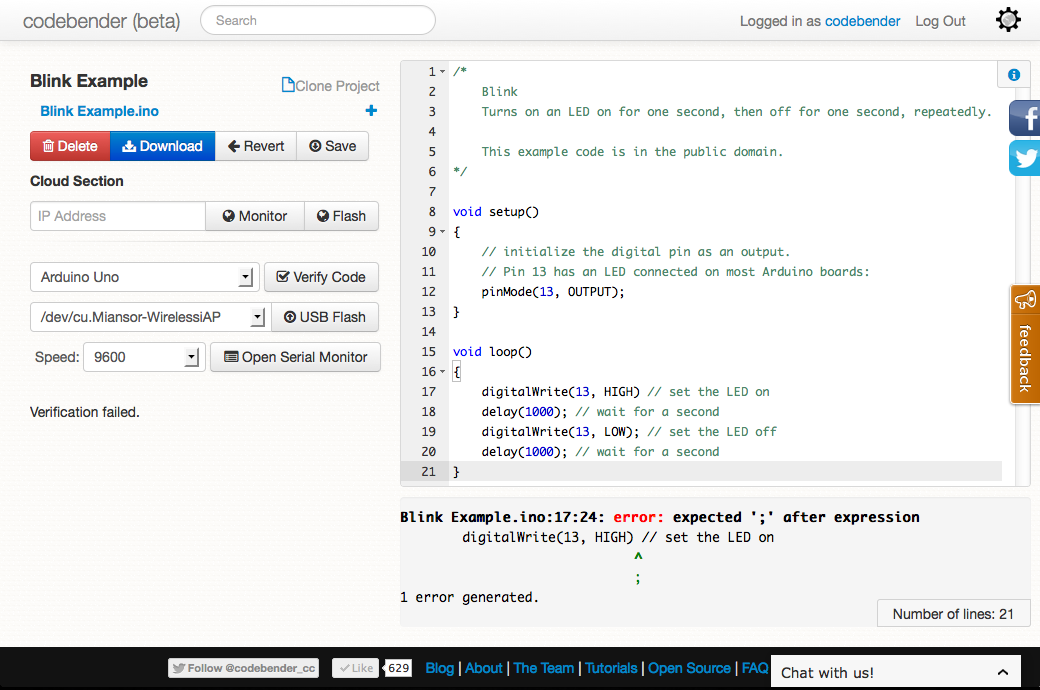 codebender (beta)
Search
Logged in as codebender Log Out
Blink Example
Clone Project
Blink Example.ino
+
Delete Download Revert Save
Cloud Section
IP Address Monitor Flash
Arduino Uno Verify Code
/dev/cu.Miansor-WirelessiAP USB Flash
Speed: 9600 Open Serial Monitor
Verification failed.
1 /*
2 Blink
3 Turns on an LED on for one second, then off for one second, repeatedly.
4
5 This example code is in the public domain.
6 */
7
8 void setup()
9 {
10 // initialize the digital pin as an output.
11 // Pin 13 has an LED connected on most Arduino boards:
12 pinMode(13, OUTPUT);
13 }
14
15 void loop()
16 {
17 digitalWrite(13, HIGH) // set the LED on
18 delay(1000); // wait for a second
19 digitalWrite(13, LOW); // set the LED off
20 delay(1000); // wait for a second
21 }
feedback
Blink Example.ino:17:24: error: expected ';' after expression
digitalWrite(13, HIGH) // set the LED on
^
;
1 error generated.
Number of lines: 21
Follow @codebender_cc Like 629 Blog | About | The Team | Tutorials | Open Source | FAQ
Chat with us!